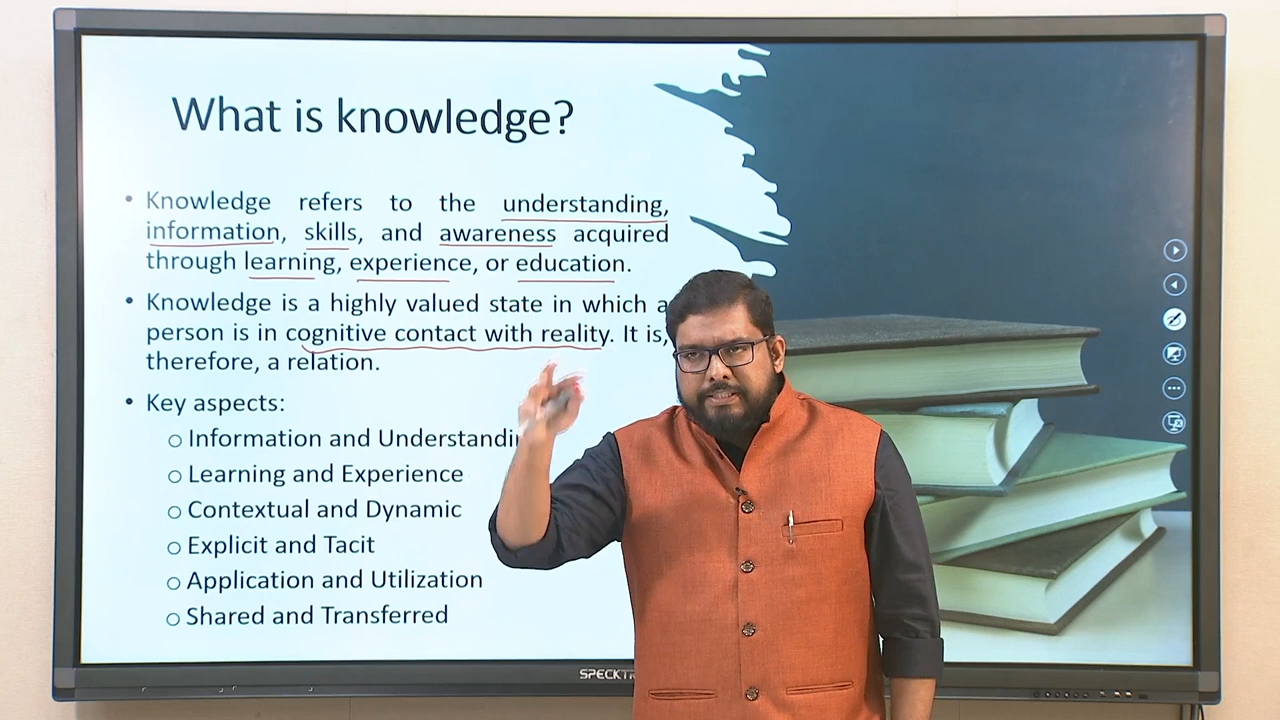 What is knowledge?
• Knowledge refers to the understanding,
information, skills, and awareness acquired
through learning, experience, or education.
• Knowledge is a highly valued state in which a
person is in cognitive contact with reality. It is,
therefore, a relation.
• Key aspects:
○ Information and
○ Learning and Experience
○ Contextual and Dynamic
○ Explicit and Tacit
○ Application and Utilization
○ Shared and Transferred